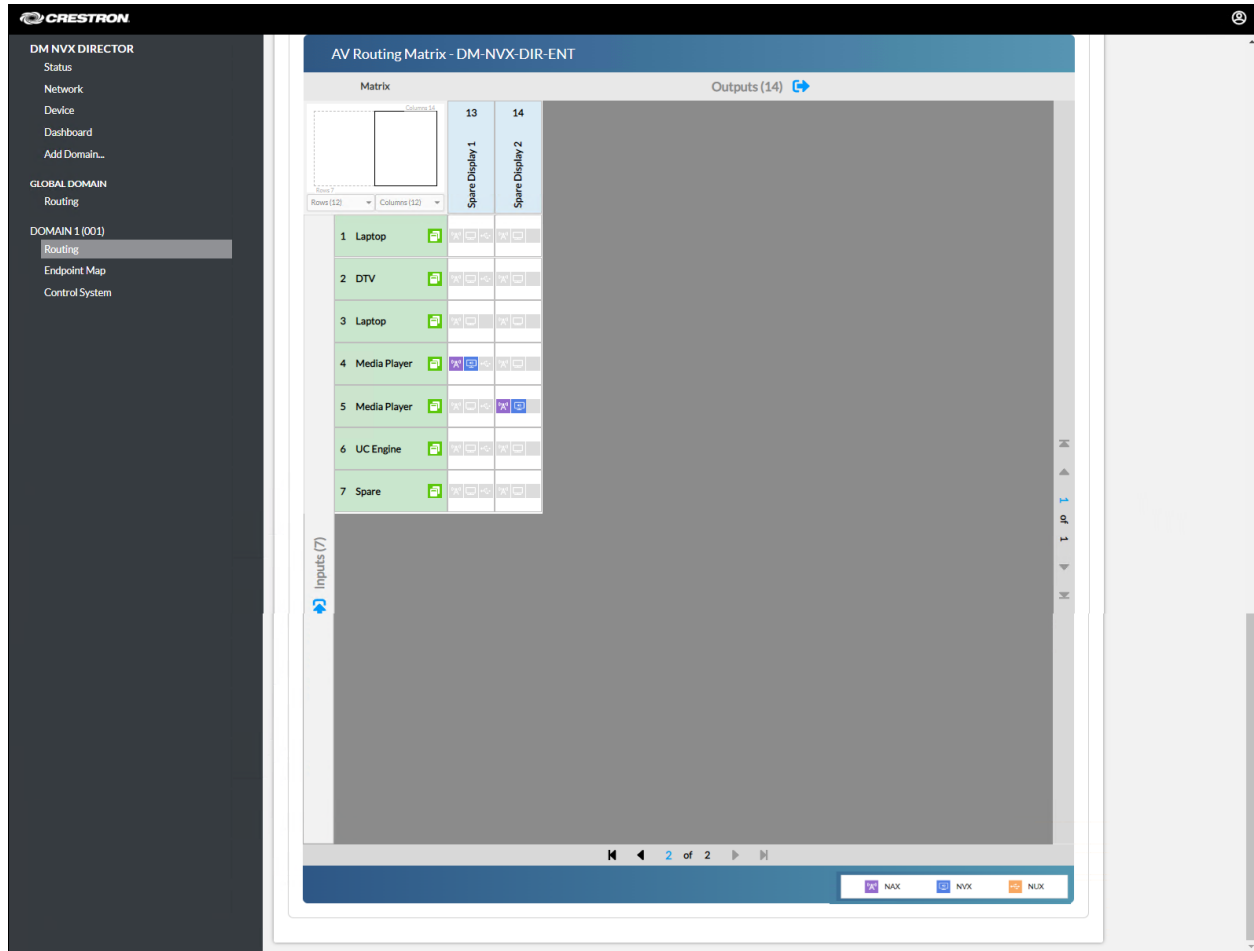 CRESTRON
DM NVX DIRECTOR
Status
Network
Device
Dashboard
Add Domain...
GLOBAL DOMAIN
Routing
DOMAIN 1 (001)
Routing
Endpoint Map
Control System
AV Routing Matrix - DM-NVX-DIR-ENT
Matrix
Outputs (14)
Columns 14
Rows 7
Rows (12)
Columns (12)
13
Spare Display 1
14
Spare Display 2
Inputs (7)
1 Laptop
2 DTV
3 Laptop
4 Media Player
5 Media Player
6 UC Engine
7 Spare
1 of 1
2 of 2
NAX
NVX
NUX